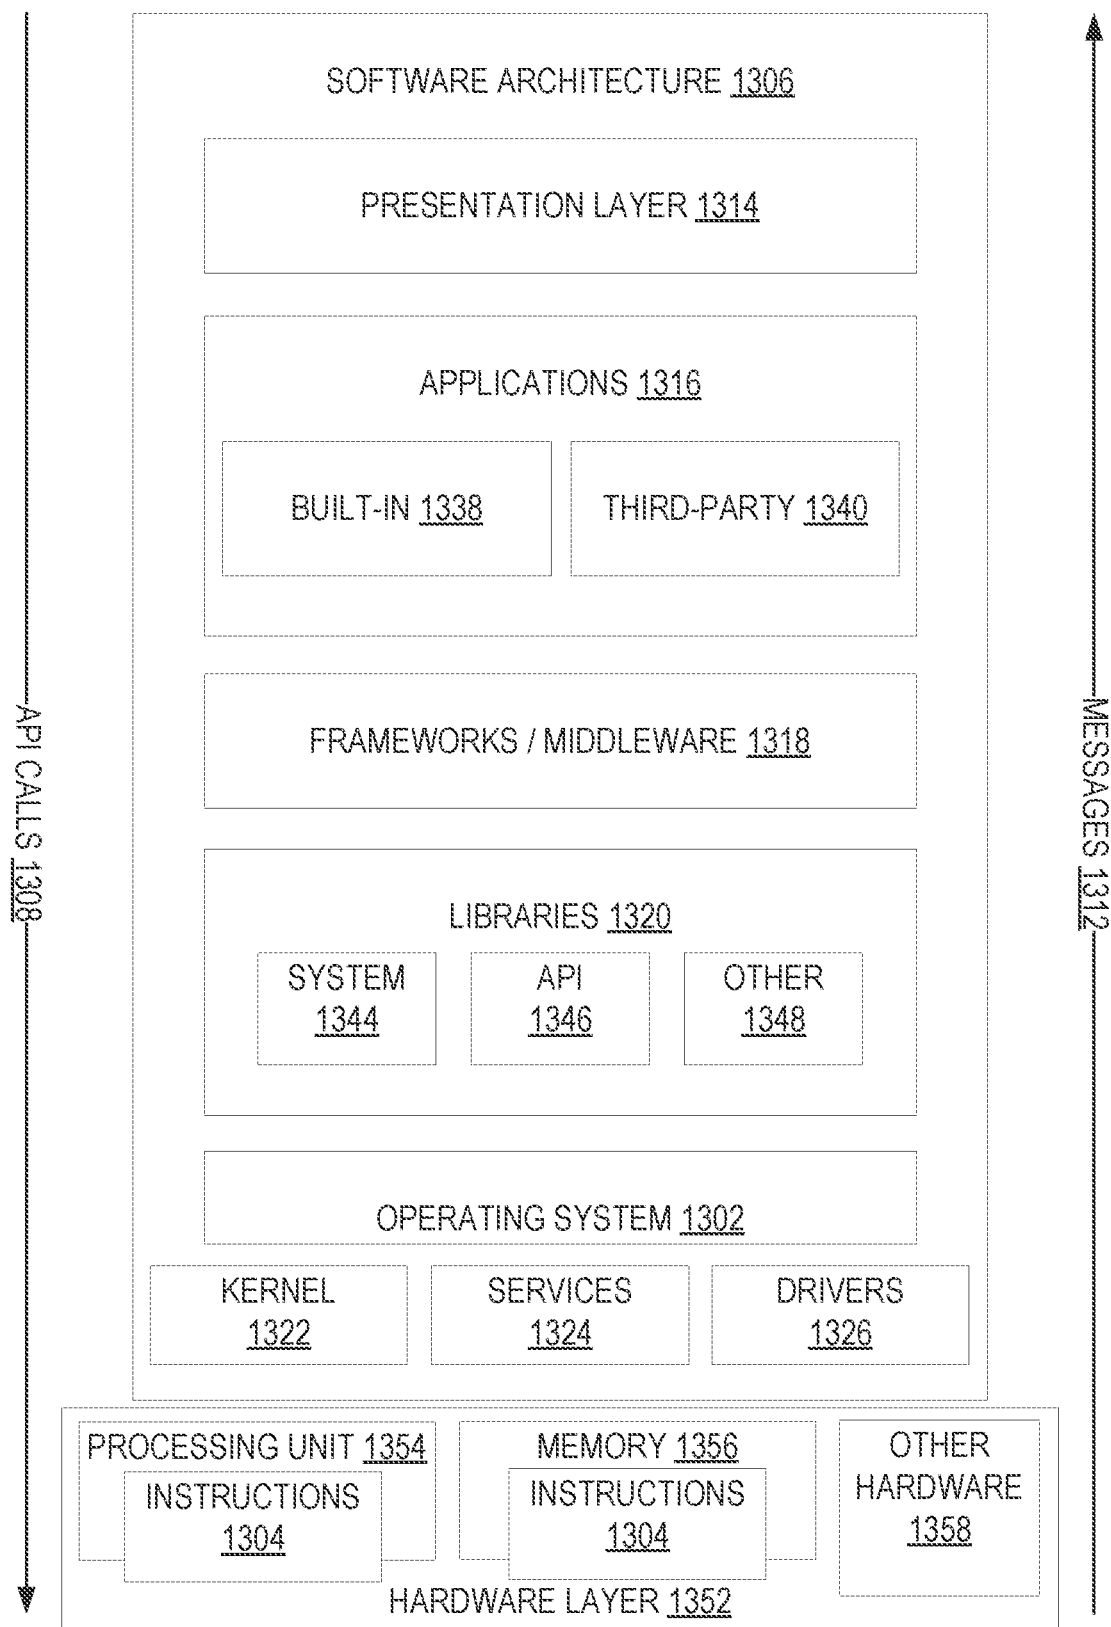 SOFTWARE ARCHITECTURE 1306
PRESENTATION LAYER 1314
APPLICATIONS 1316
BUILT-IN 1338
THIRD-PARTY 1340
FRAMEWORKS / MIDDLEWARE 1318
API CALLS 1308
MESSAGES 1312
LIBRARIES 1320
SYSTEM
1344
API
1346
OTHER
1348
OPERATING SYSTEM 1302
KERNEL
1322
SERVICES
1324
DRIVERS
1326
PROCESSING UNIT 1354
INSTRUCTIONS
1304
MEMORY 1356
INSTRUCTIONS
1304
OTHER
HARDWARE
1358
HARDWARE LAYER 1352